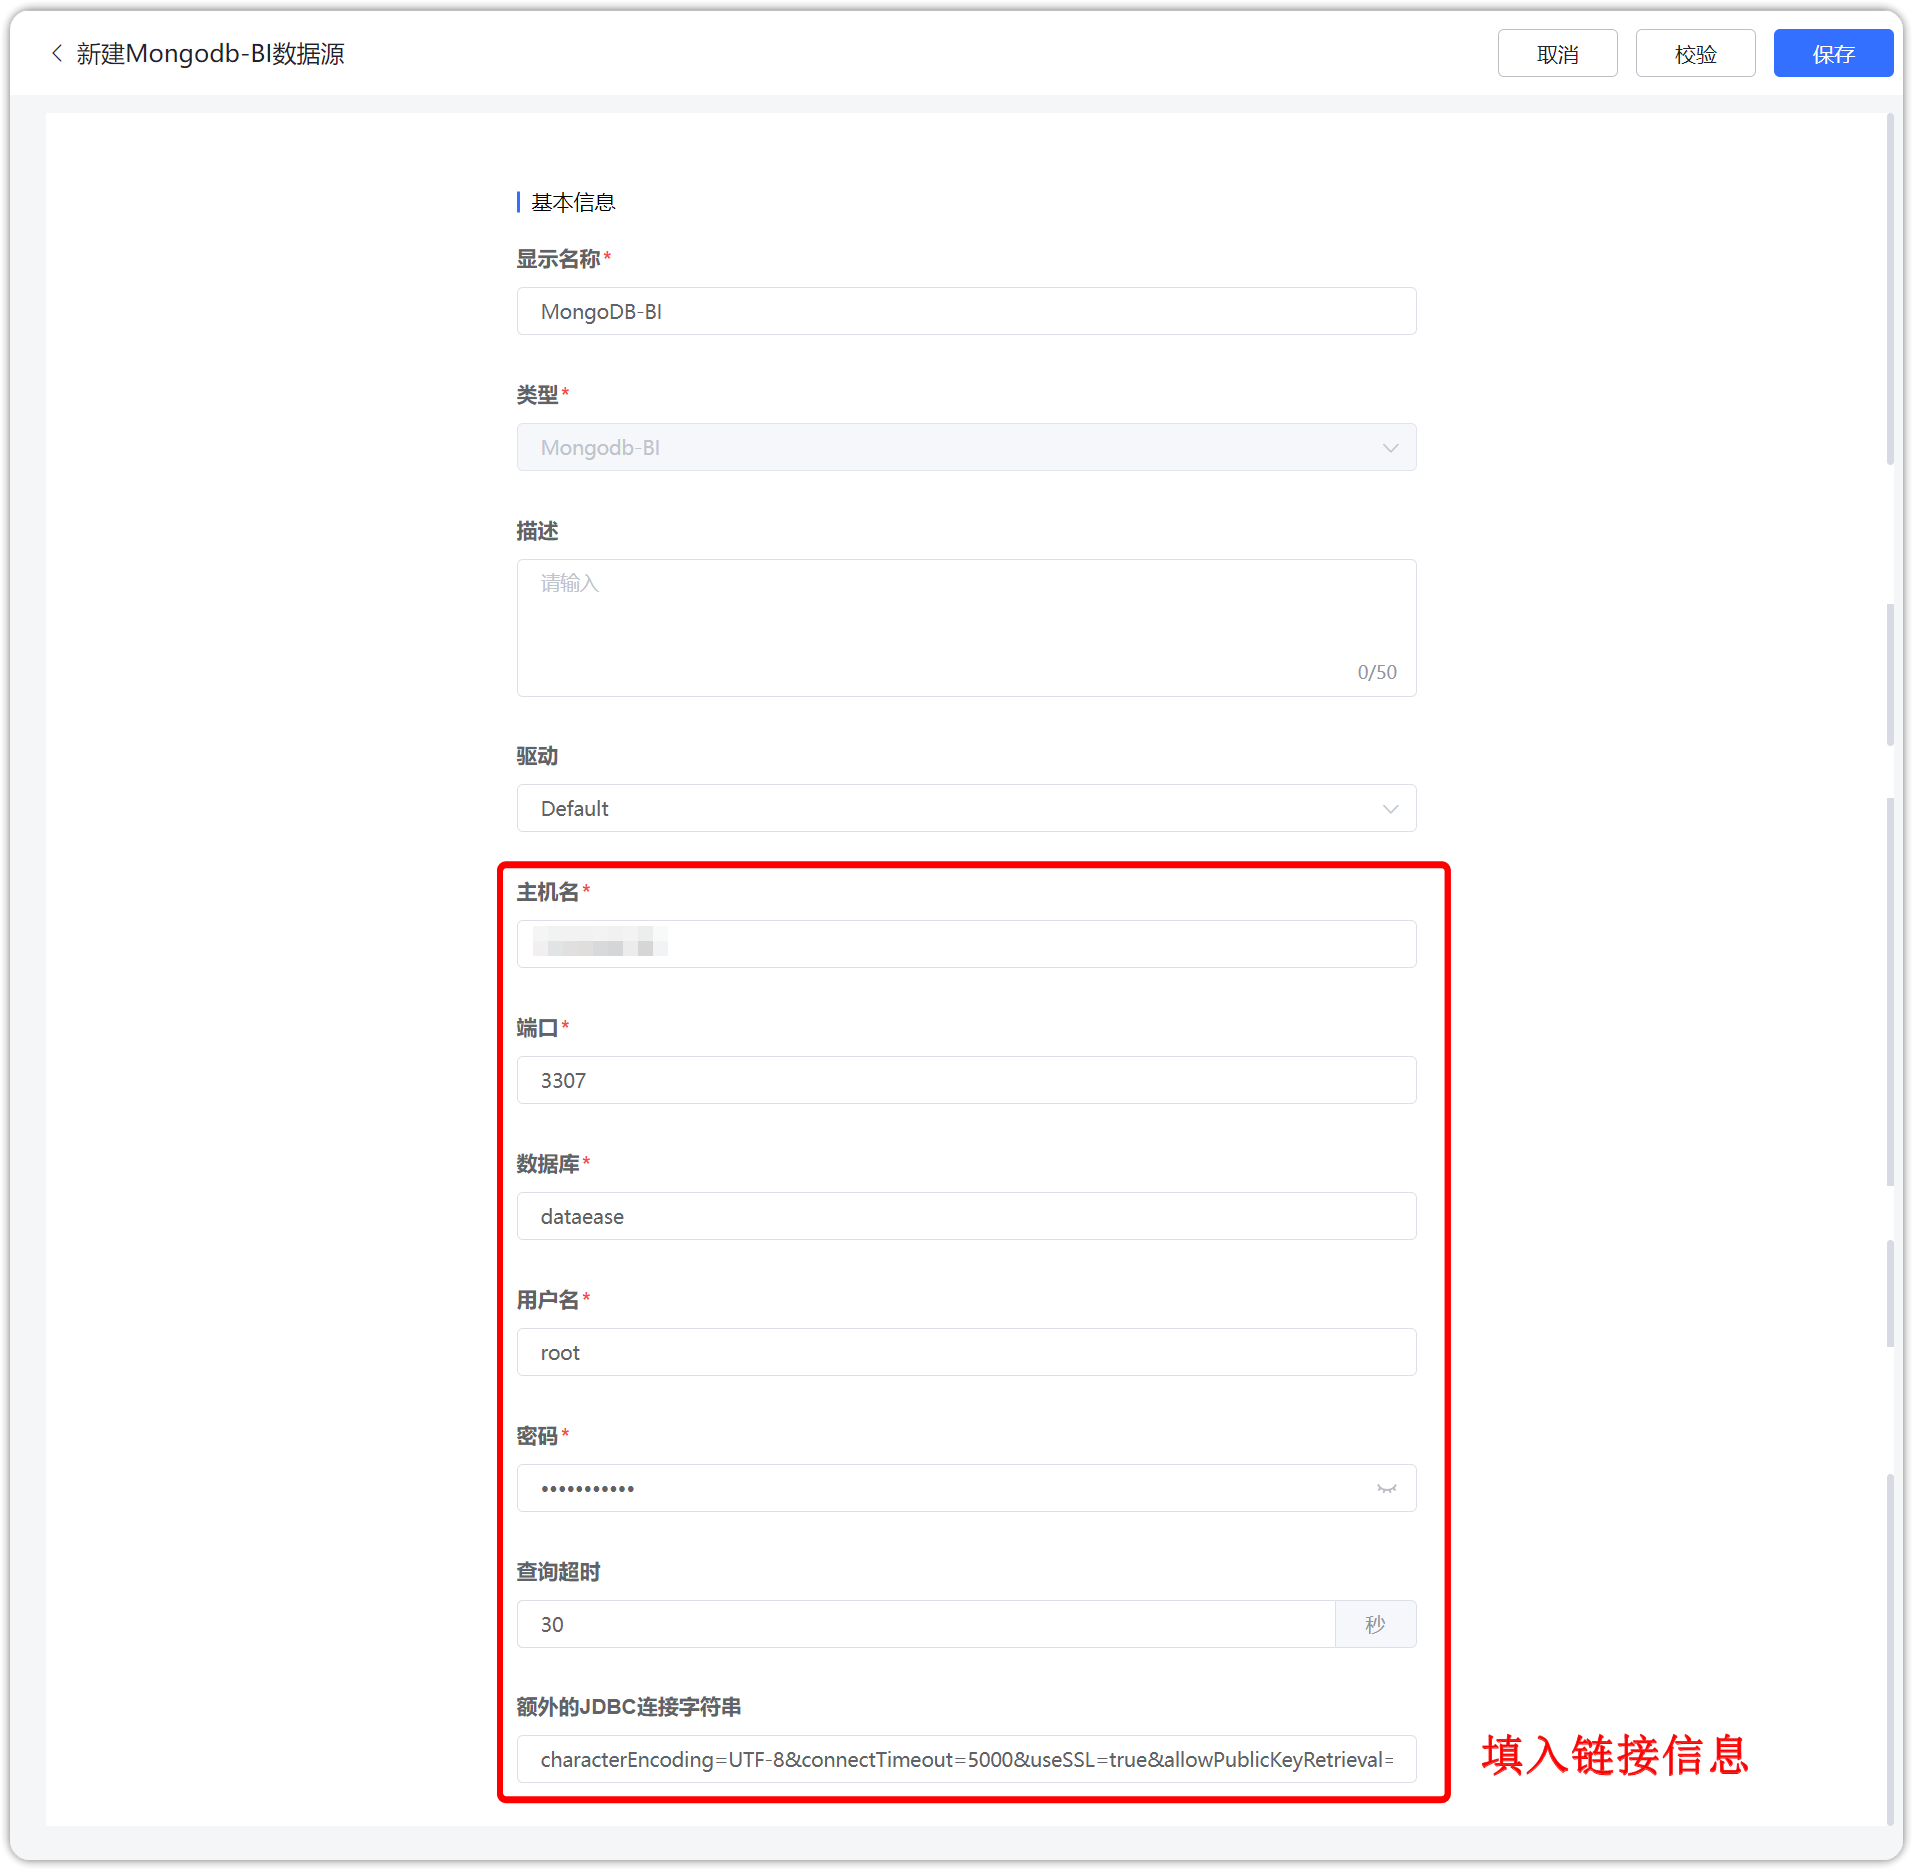 新建Mongodb-BI数据源
取消
校验
保存
基本信息
显示名称*
MongoDB-BI
类型*
Mongodb-BI
描述
请输入
0/50
驱动
Default
主机名*
端口*
3307
数据库*
dataease
用户名*
root
密码*
•••••••••••
查询超时
30
秒
额外的JDBC连接字符串
characterEncoding=UTF-8&connectTimeout=5000&useSSL=true&allowPublicKeyRetrieval=
填入链接信息